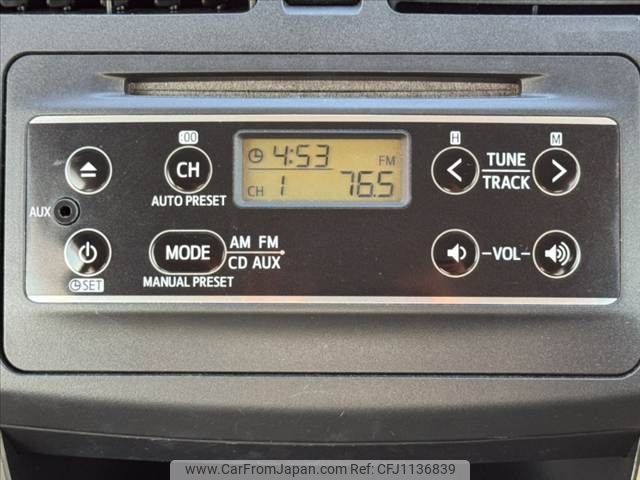 :00 H M
4:53 FM
CH TUNE
TRACK
CH 1 76.5
AUTO PRESET
AUX
MODE AM FM
CD AUX
VOL
SET MANUAL PRESET
www.CarFromJapan.com CFJ1136839